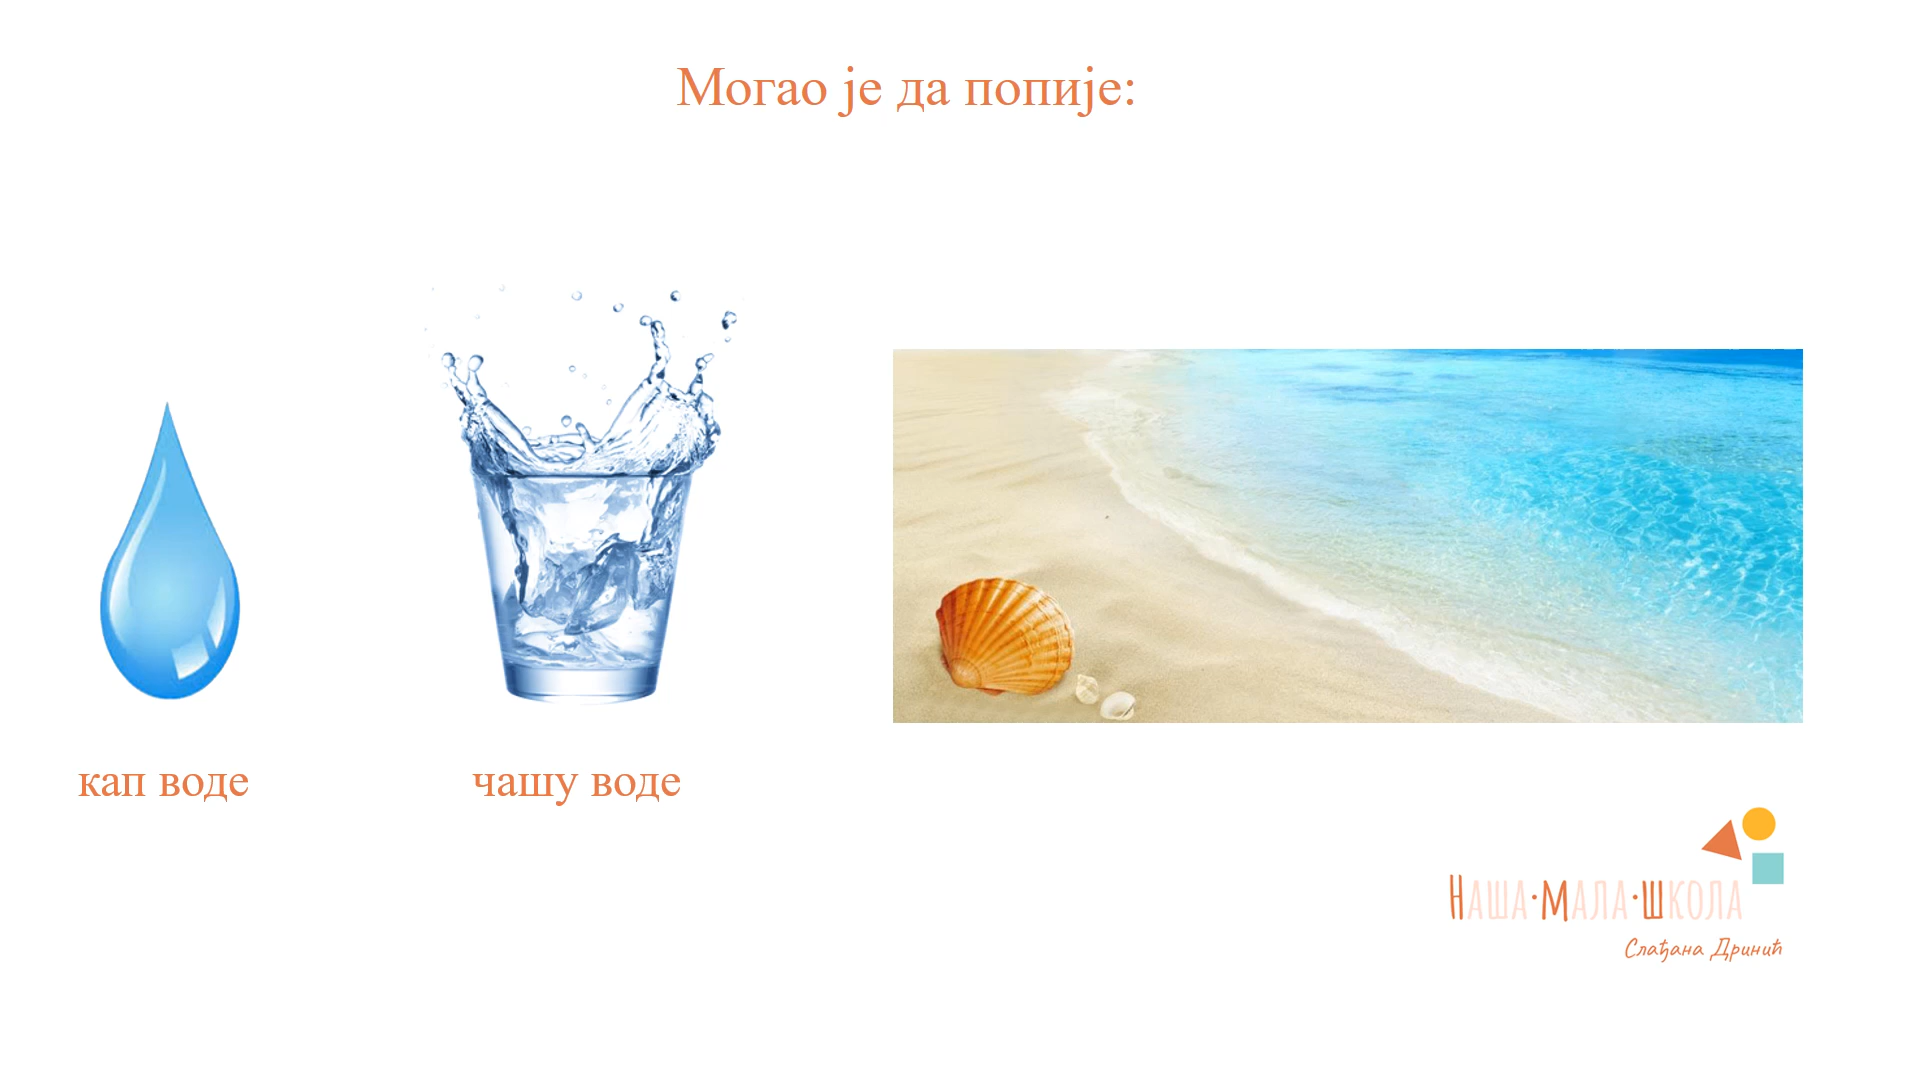 Могао је да попије:
кап воде
чашу воде
Наша·мала·школа
Слађана Дринић